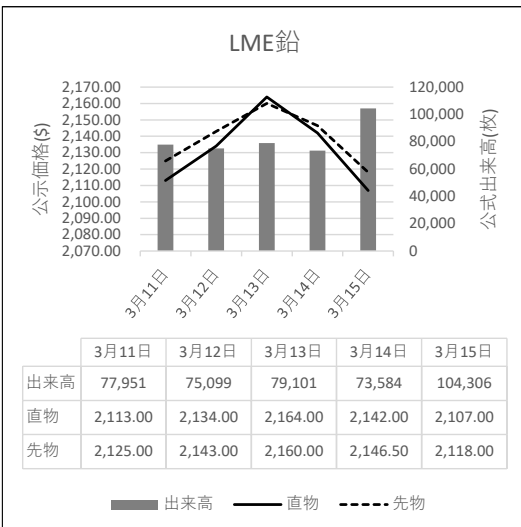 LME鉛
公示価格($)
2,170.00
2,160.00
2,150.00
2,140.00
2,130.00
2,120.00
2,110.00
2,100.00
2,090.00
2,080.00
2,070.00
120,000
100,000
80,000
60,000
40,000
20,000
0
公式出来高(枚)
3月11日
3月12日
3月13日
3月14日
3月15日
3月11日 3月12日 3月13日 3月14日 3月15日
出来高 77,951 75,099 79,101 73,584 104,306
直物 2,113.00 2,134.00 2,164.00 2,142.00 2,107.00
先物 2,125.00 2,143.00 2,160.00 2,146.50 2,118.00
出来高 直物 先物